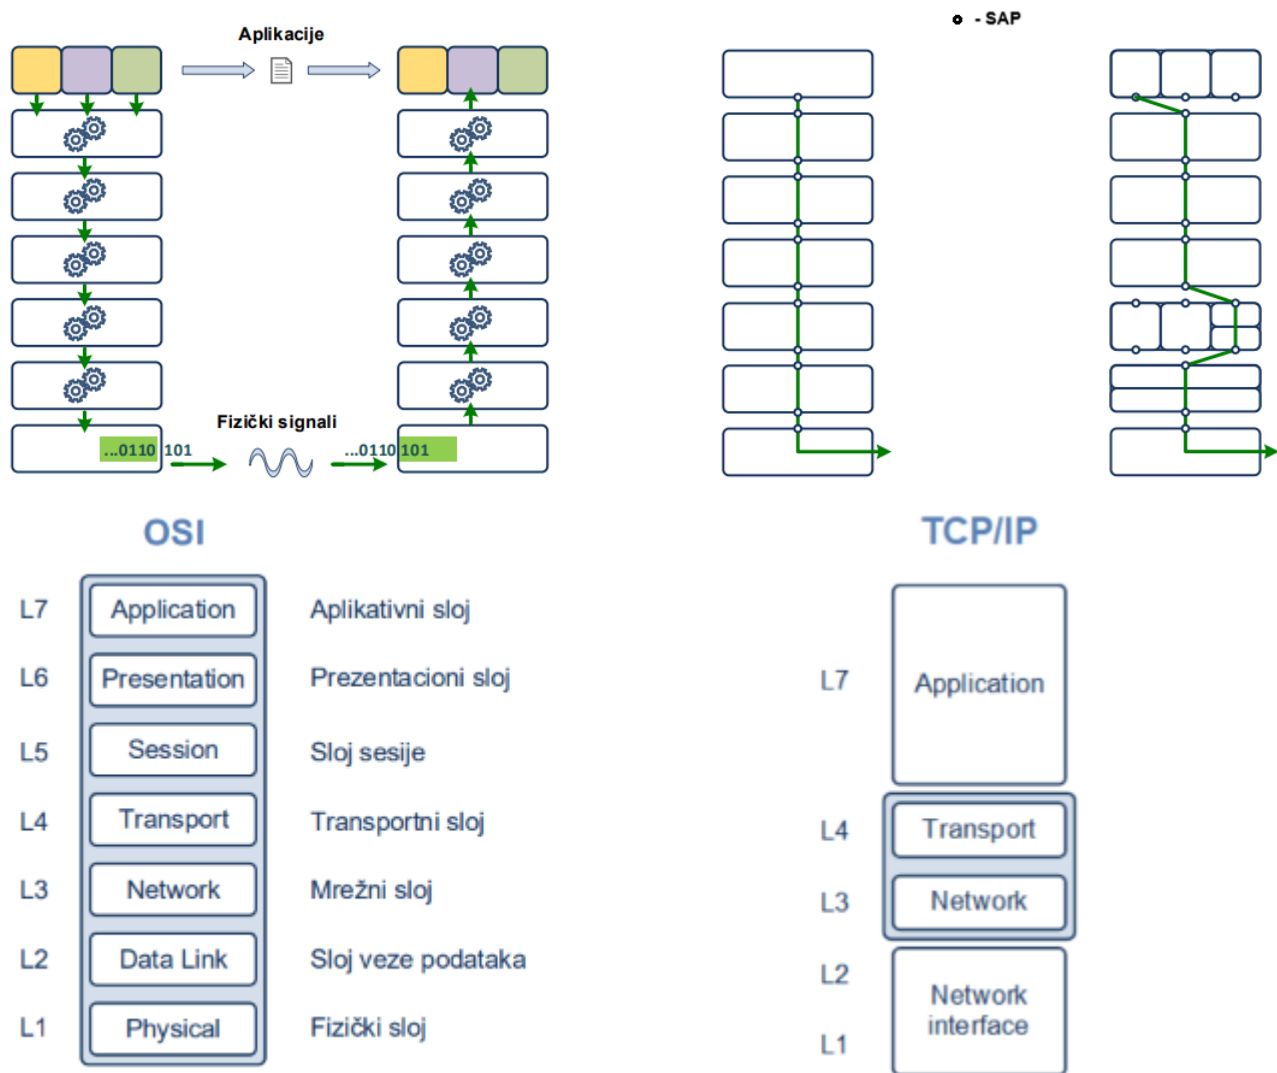 Aplikacije
- SAP
Fizički signali
...0110 101
...0110 101
OSI
L7 Application Aplikativni sloj
L6 Presentation Prezentacioni sloj
L5 Session Sloj sesije
L4 Transport Transportni sloj
L3 Network Mrežni sloj
L2 Data Link Sloj veze podataka
L1 Physical Fizički sloj
TCP/IP
L7 Application
L4 Transport
L3 Network
L2
Network
interface
L1